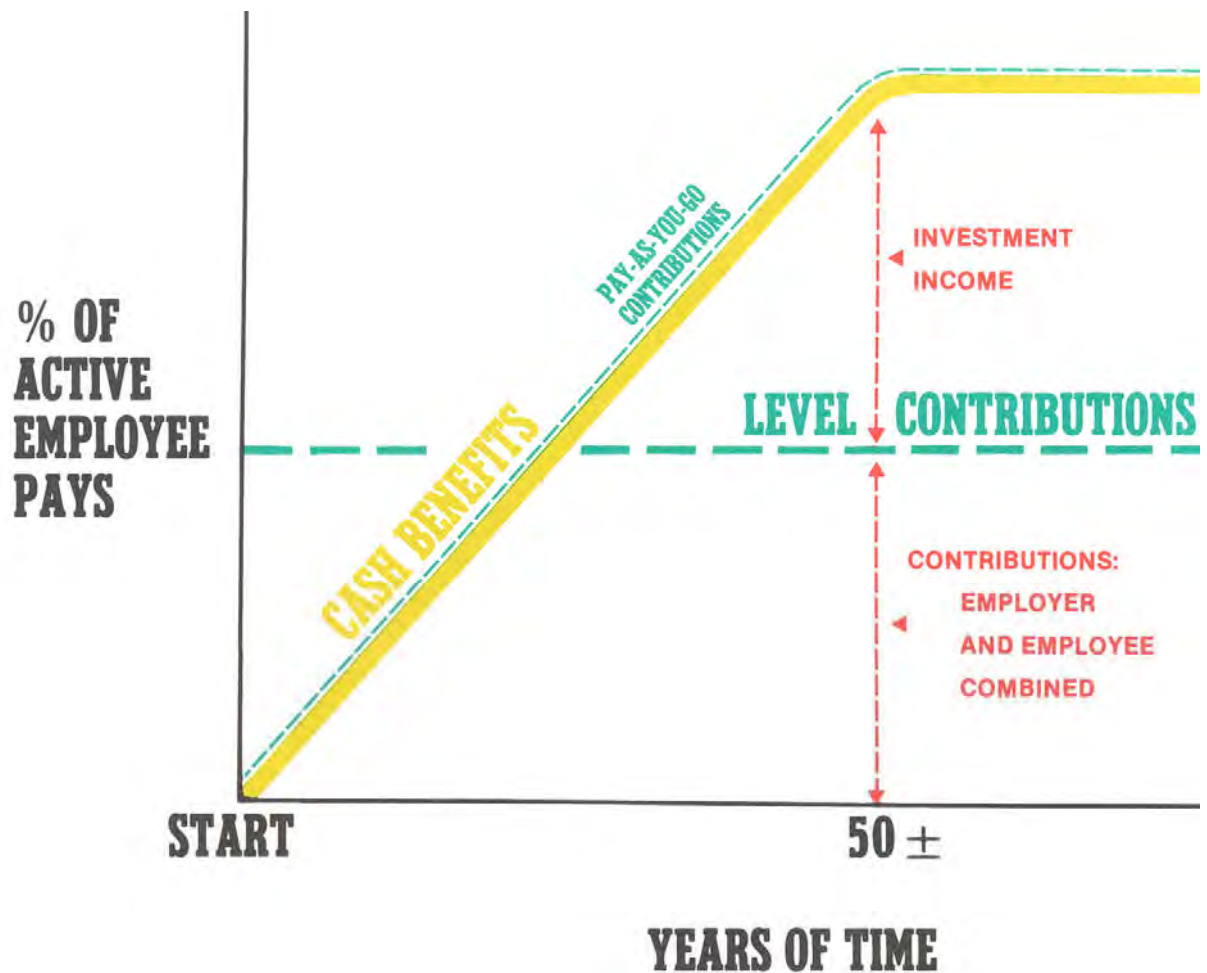 PAY-AS-YOU-GO
CONTRIBUTIONS
INVESTMENT
INCOME
% OF
ACTIVE
EMPLOYEE
PAYS
LEVEL CONTRIBUTIONS
CASH BENEFITS
CONTRIBUTIONS:
EMPLOYER
AND EMPLOYEE
COMBINED
START
50 ±
YEARS OF TIME